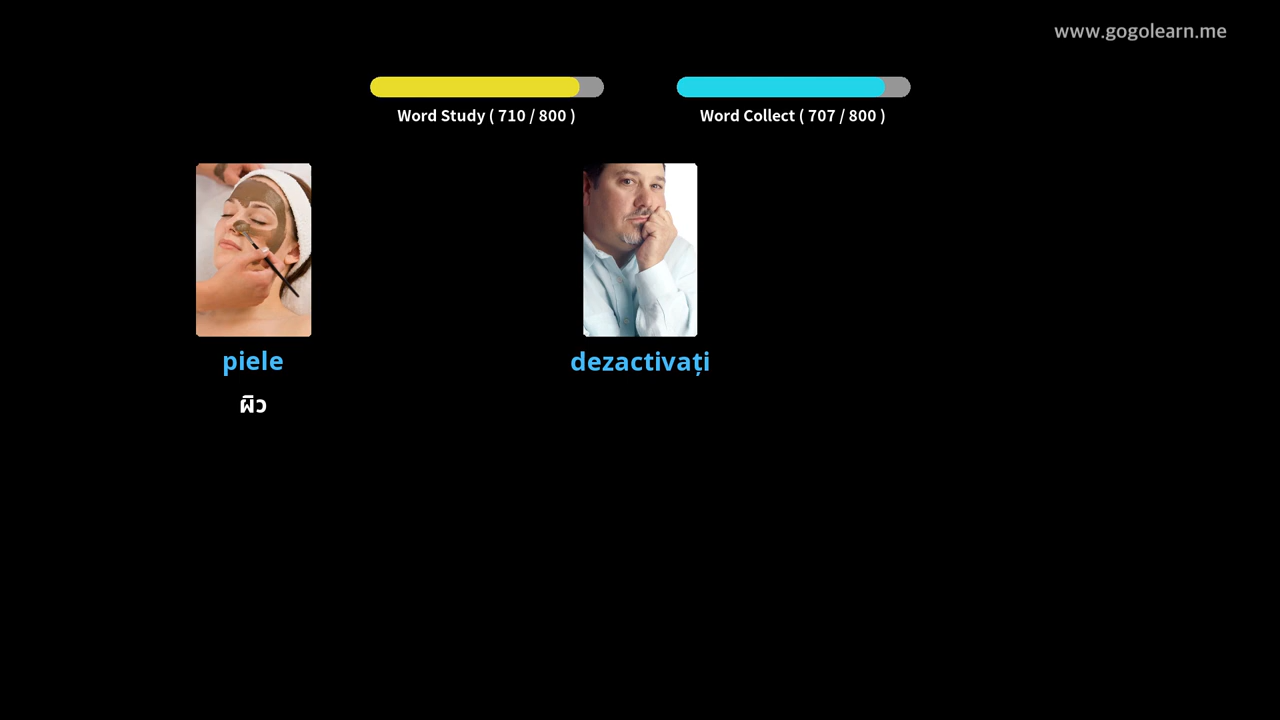 www.gogolearn.me
Word Study ( 710 / 800 )
Word Collect ( 707 / 800 )
piele
dezactivați
ผิว